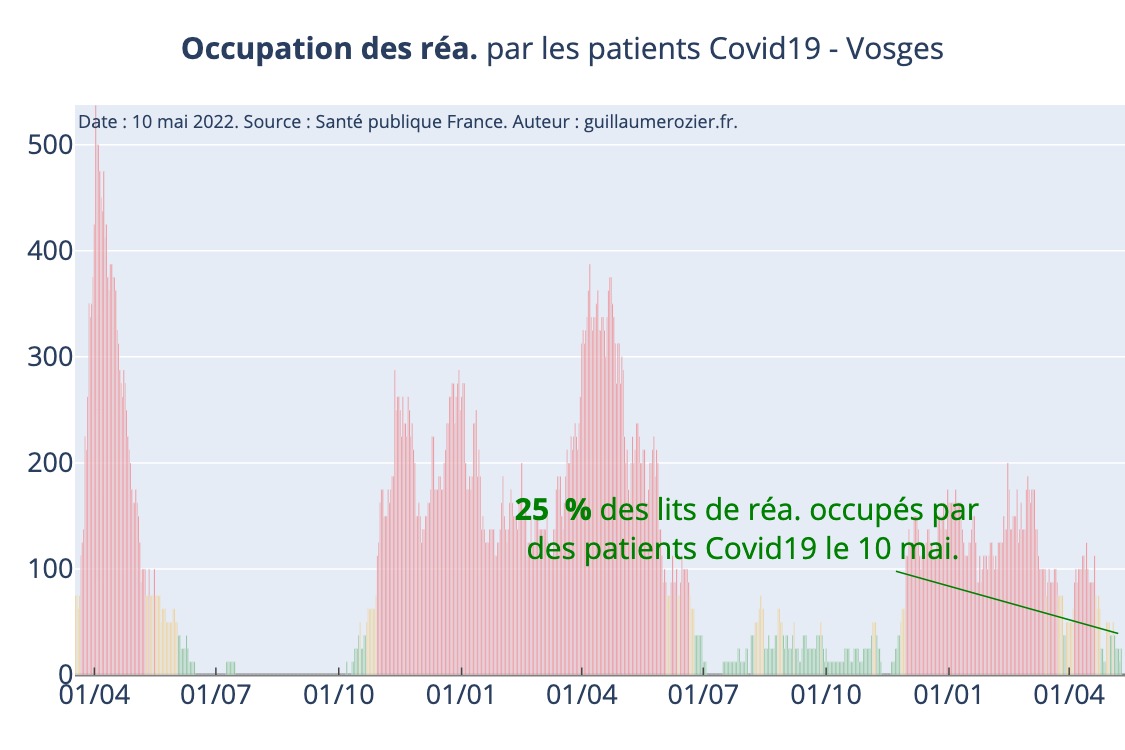 Occupation des réa. par les patients Covid19 - Vosges
Date : 10 mai 2022. Source : Santé publique France. Auteur : guillaumerozier.fr.
500
400
300
200
100
0
25  % des lits de réa. occupés par
des patients Covid19 le 10 mai.
01/04 01/07 01/10 01/01 01/04 01/07 01/10 01/01 01/04